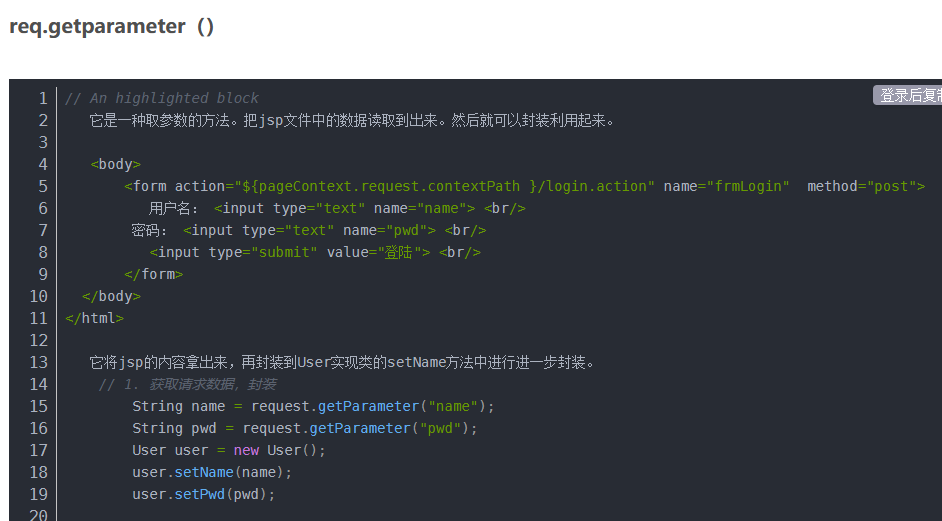 req.getparameter（）
登录后复制
1 // An highlighted block
2 它是一种取参数的方法。把jsp文件中的数据读取到出来。然后就可以封装利用起来。
3
4 <body>
5 <form action="${pageContext.request.contextPath }/login.action" name="frmLogin"  method="post">
6 用户名： <input type="text" name="name"> <br/>
7 密码： <input type="text" name="pwd"> <br/>
8 <input type="submit" value="登陆"> <br/>
9 </form>
10 </body>
11 </html>
12
13 它将jsp的内容拿出来，再封装到User实现类的setName方法中进行进一步封装。
14 // 1. 获取请求数据，封装
15 String name = request.getParameter("name");
16 String pwd = request.getParameter("pwd");
17 User user = new User();
18 user.setName(name);
19 user.setPwd(pwd);
20